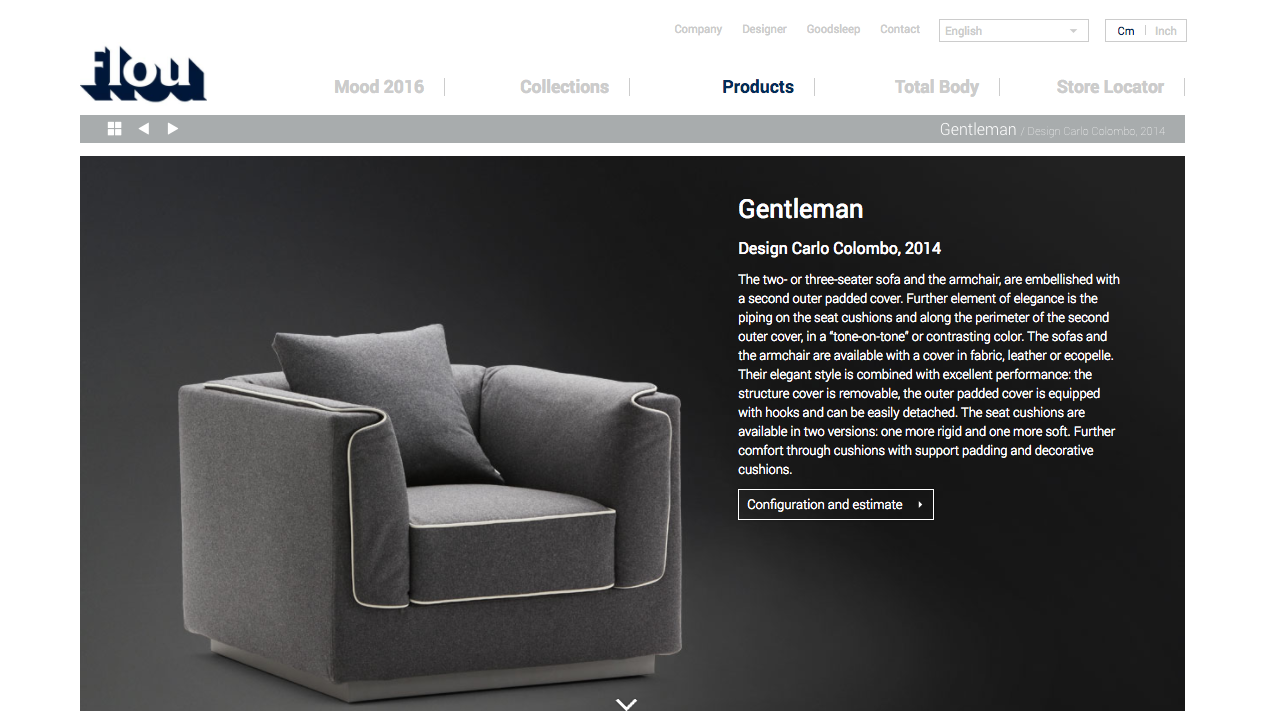 Company Designer Goodsleep Contact English Cm Inch
flou
Mood 2016 Collections Products Total Body Store Locator
Gentleman / Design Carlo Colombo, 2014
Gentleman
Design Carlo Colombo, 2014
The two- or three-seater sofa and the armchair, are embellished with
a second outer padded cover. Further element of elegance is the
piping on the seat cushions and along the perimeter of the second
outer cover, in a “tone-on-tone” or contrasting color. The sofas and
the armchair are available with a cover in fabric, leather or ecopelle.
Their elegant style is combined with excellent performance: the
structure cover is removable, the outer padded cover is equipped
with hooks and can be easily detached. The seat cushions are
available in two versions: one more rigid and one more soft. Further
comfort through cushions with support padding and decorative
cushions.
Configuration and estimate